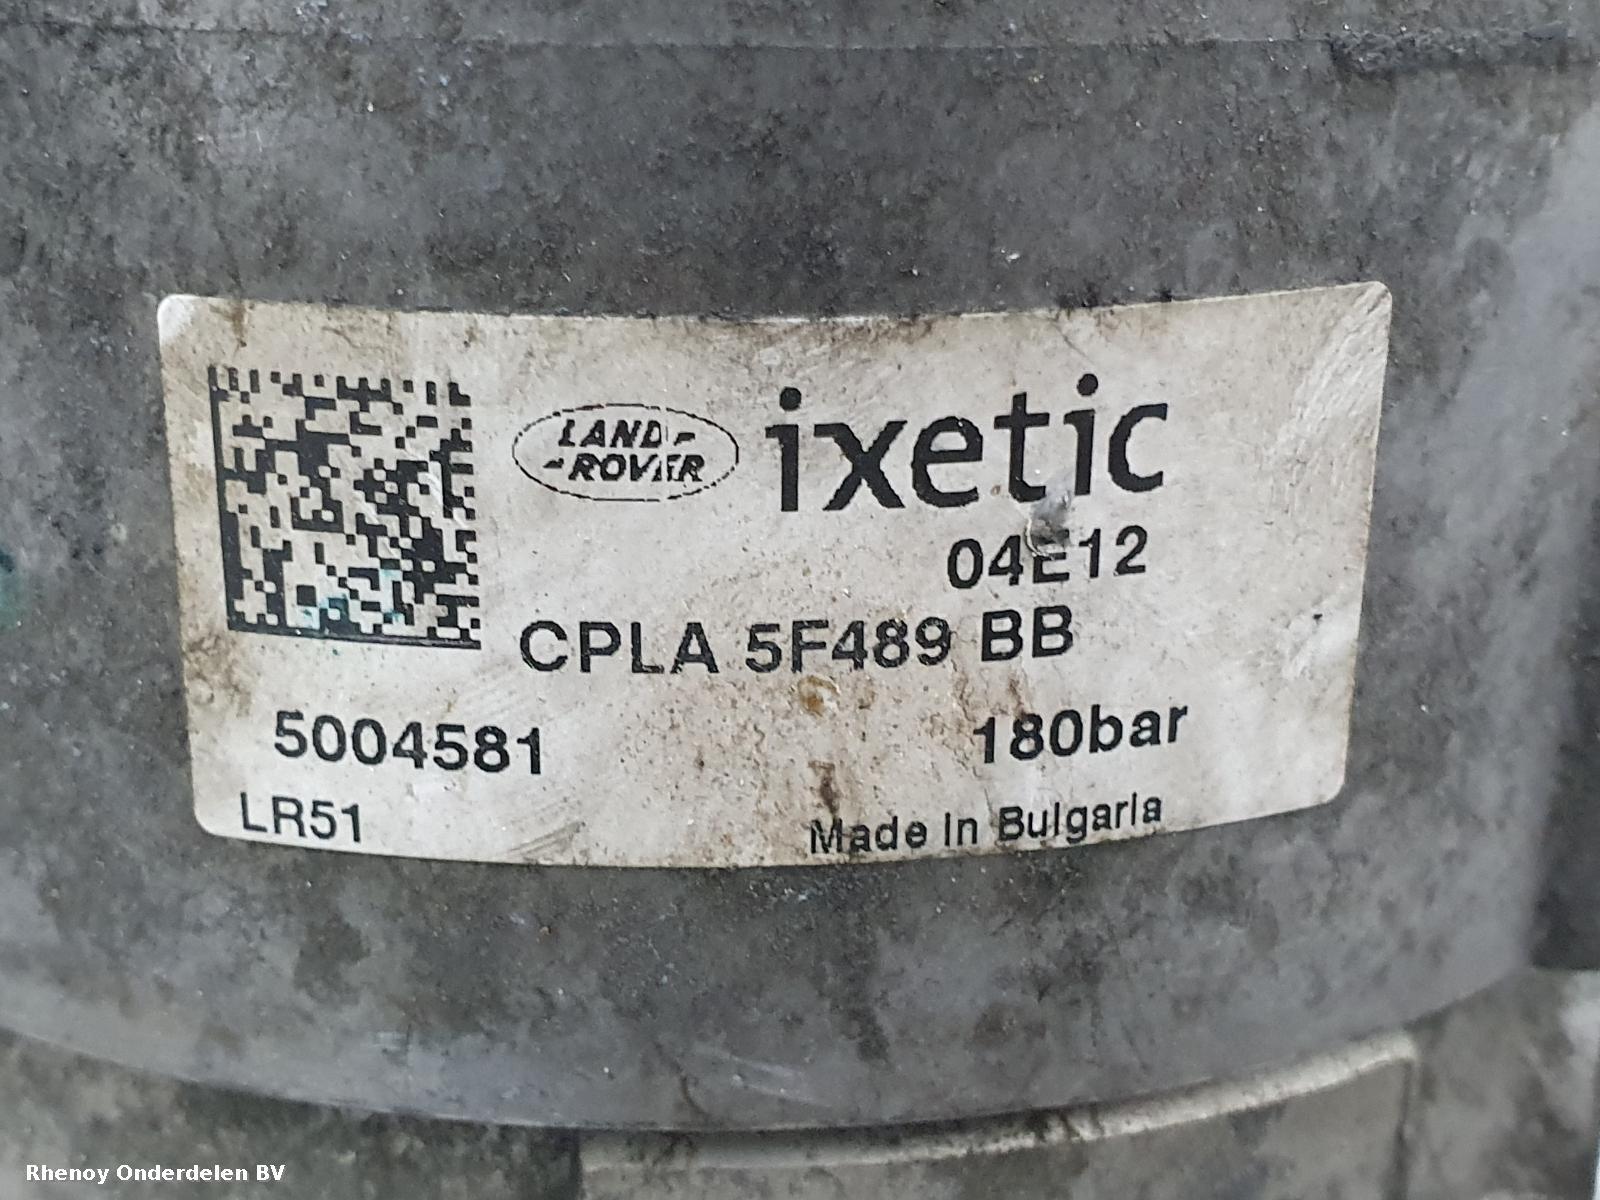 LAND-
-ROVER
ixetic
04E12
CPLA 5F489 BB
5004581
180bar
LR51
Made in Bulgaria
Rhenoy Onderdelen BV